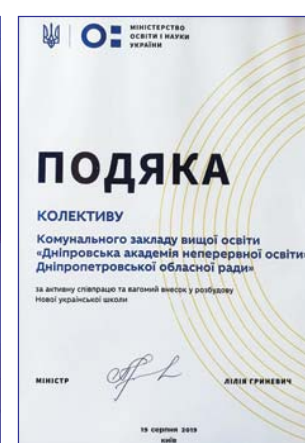 МІНІСТЕРСТВО
ОСВІТИ І НАУКИ
УКРАЇНИ
ПОДЯКА
КОЛЕКТИВУ
Комунального закладу вищої освіти
«Дніпровська академія неперервної освіти»
Дніпропетровської обласної ради»
за активну співпрацю та вагомий внесок у розбудову
Нової української школи
МІНІСТР
ЛІЛІЯ ГРИНЕВИЧ
19 серпня 2019
київ